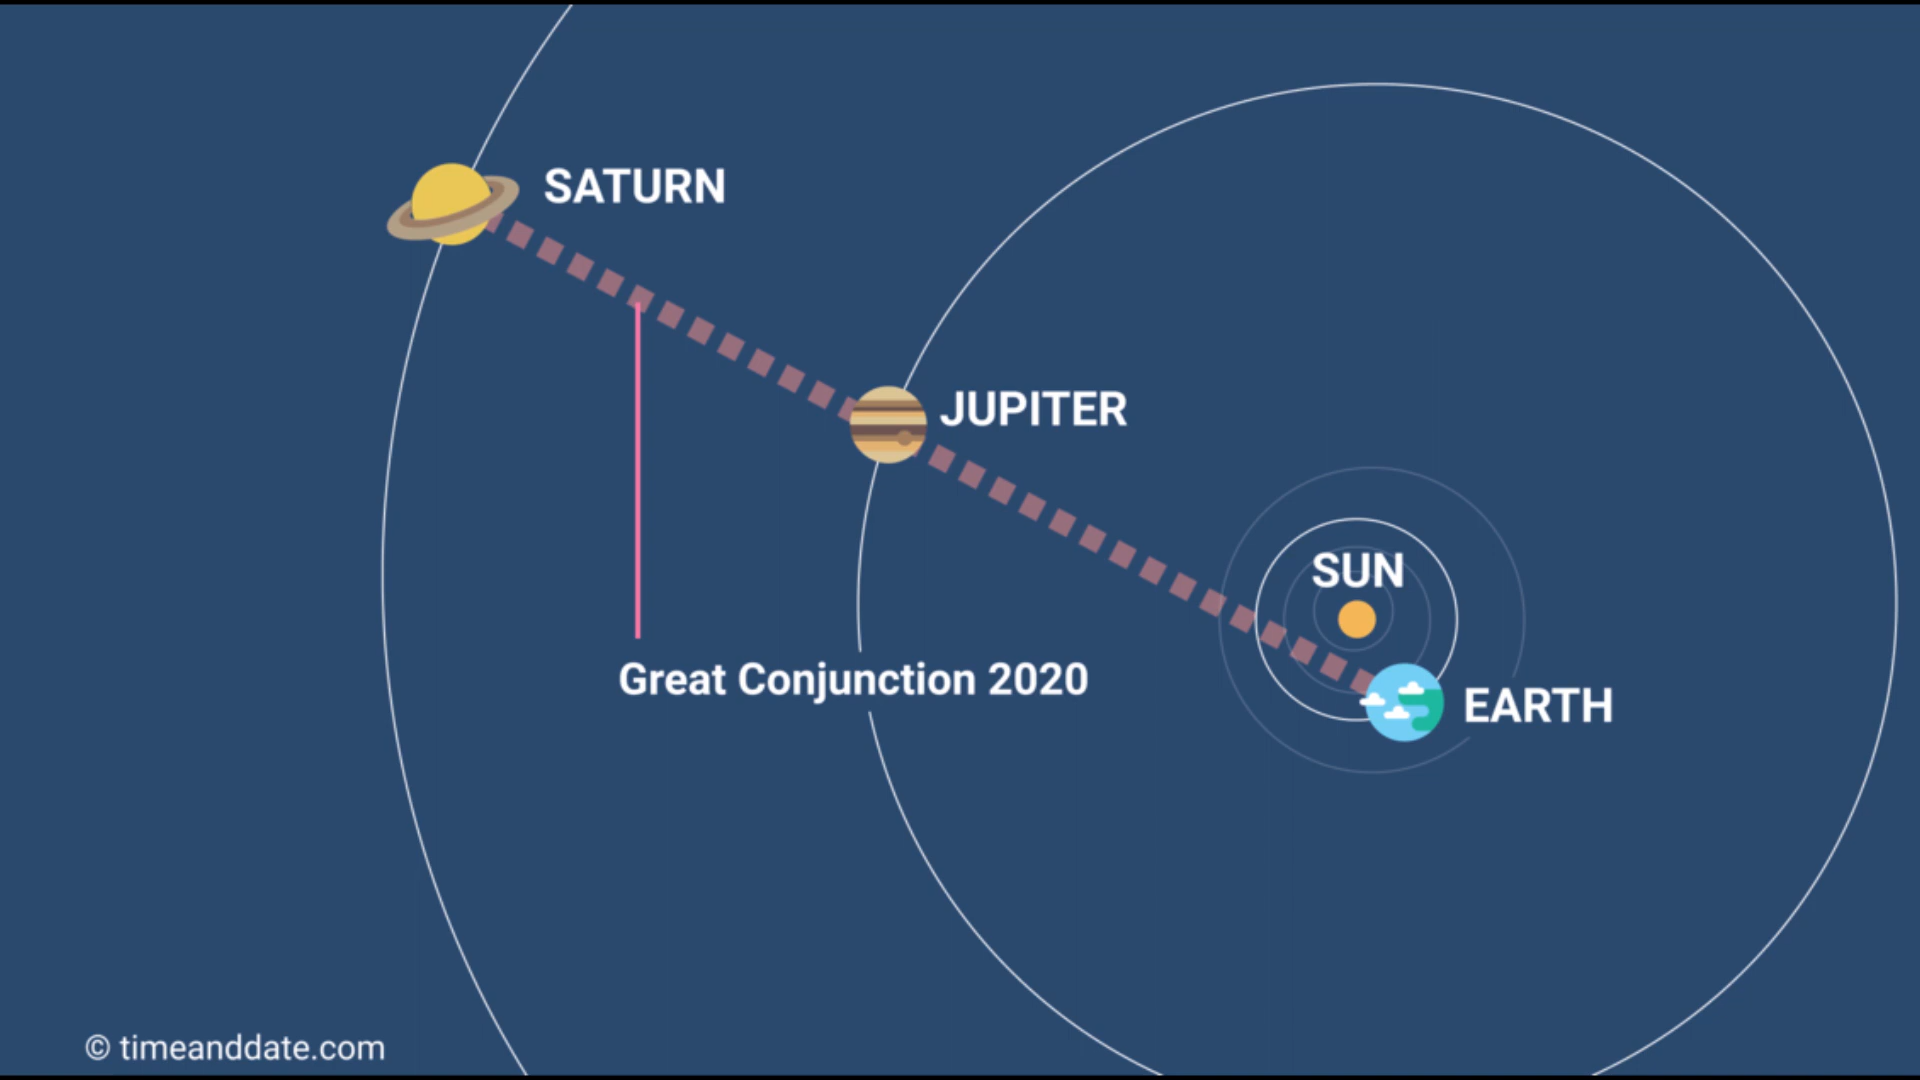 SATURN
JUPITER
SUN
Great Conjunction 2020
EARTH
© timeanddate.com